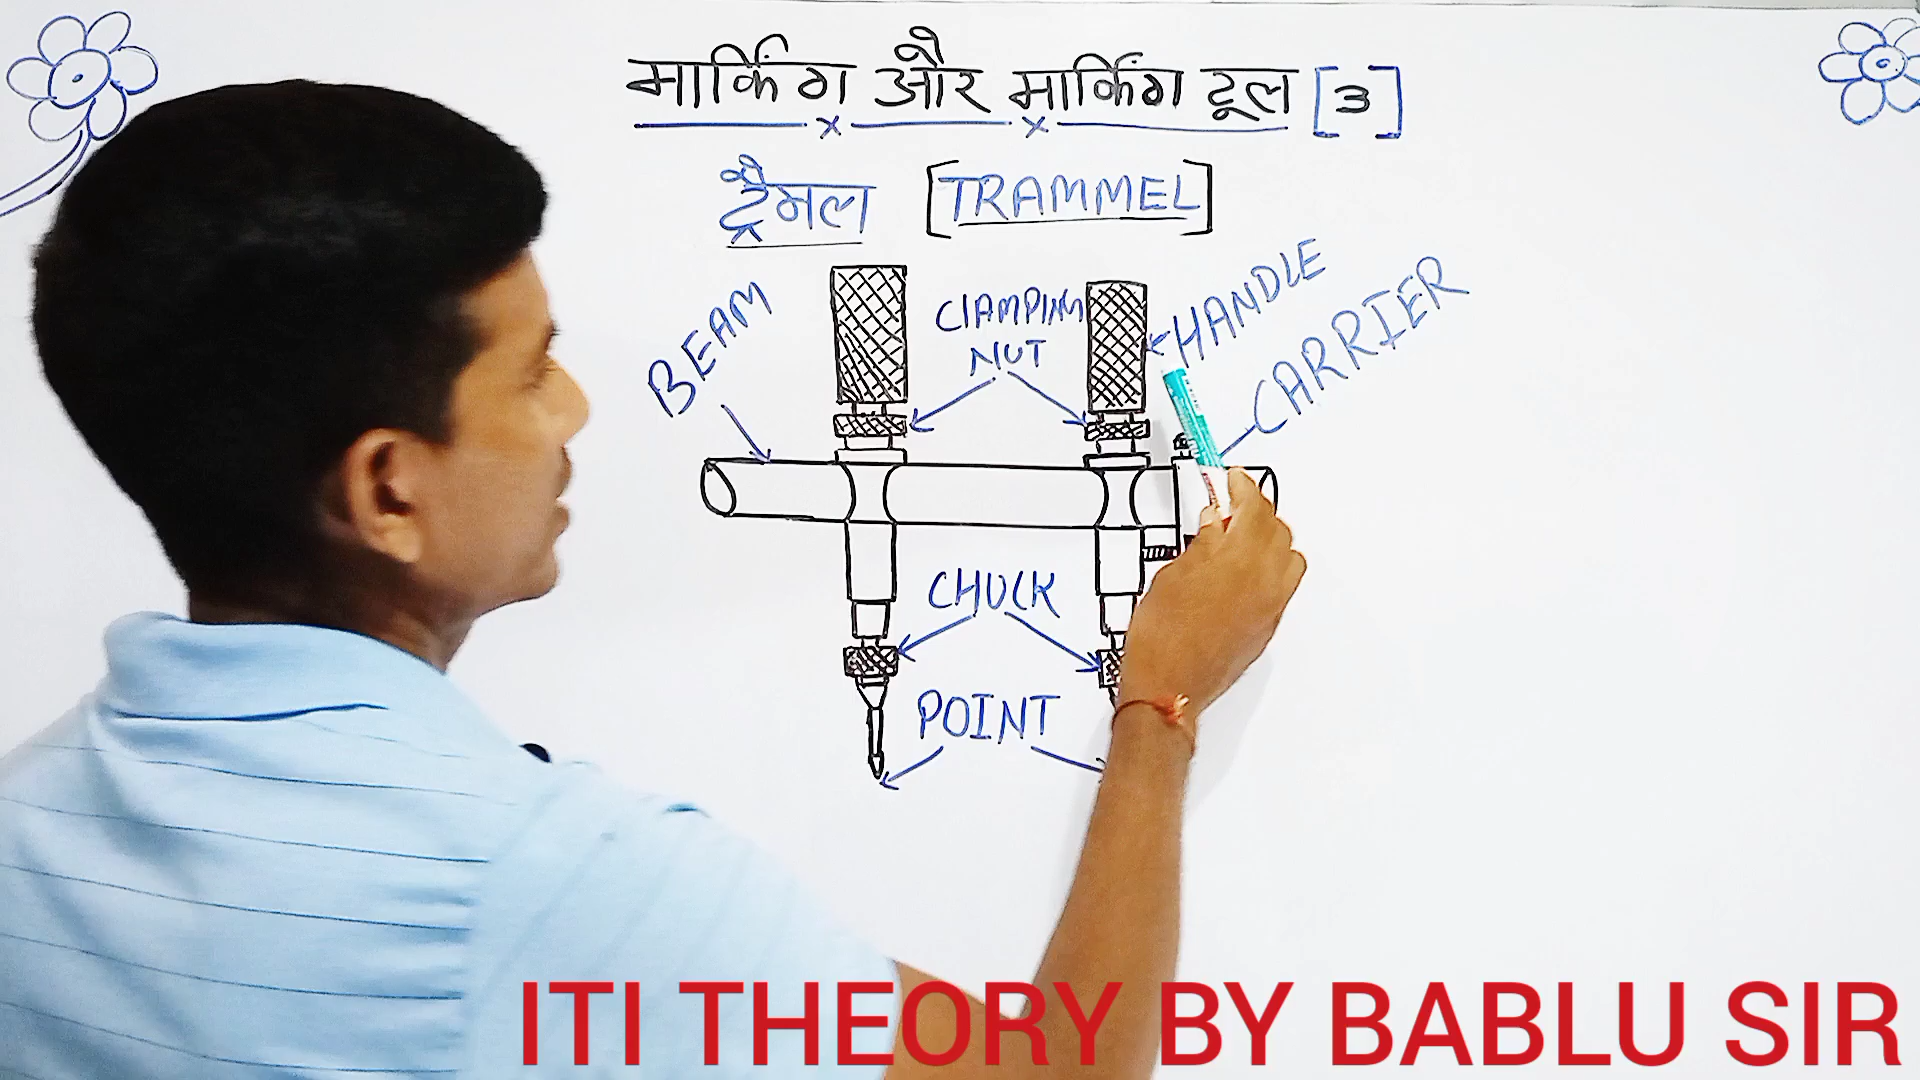 मार्किंग और मार्किंग टूल [3]
ट्रैमल [TRAMMEL]
BEAM
ClAMPING
NUT
HANDLE
CARRIER
CHUCK
POINT
ITI THEORY BY BABLU SIR